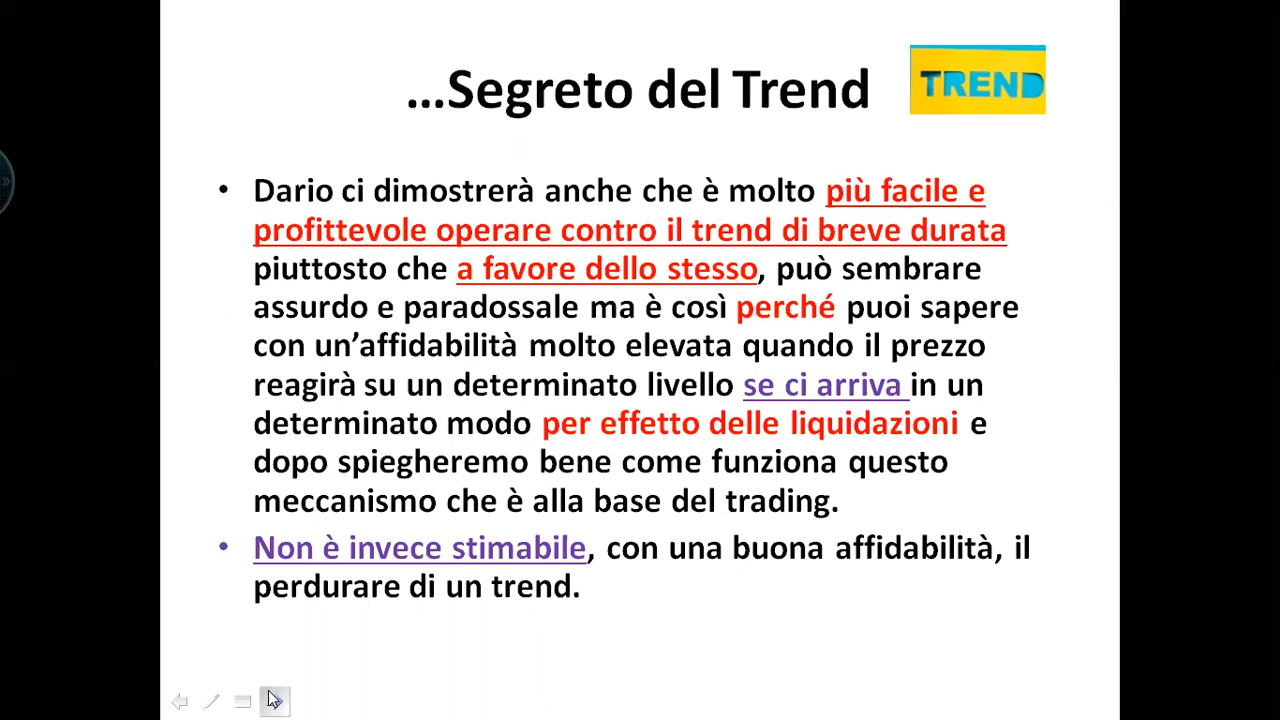 ...Segreto del Trend
TREND
• Dario ci dimostrerà anche che è molto più facile e
profittevole operare contro il trend di breve durata
piuttosto che a favore dello stesso, può sembrare
assurdo e paradossale ma è così perché puoi sapere
con un’affidabilità molto elevata quando il prezzo
reagirà su un determinato livello se ci arriva in un
determinato modo per effetto delle liquidazioni e
dopo spiegheremo bene come funziona questo
meccanismo che è alla base del trading.
• Non è invece stimabile, con una buona affidabilità, il
perdurare di un trend.